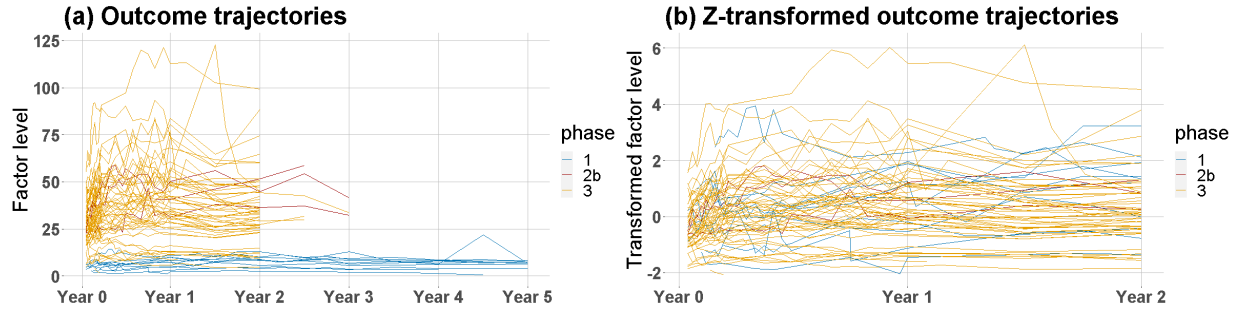 (a) Outcome trajectories
Factor level
125
100
75
50
25
0
Year 0 Year 1 Year 2 Year 3 Year 4 Year 5
phase
1
2b
3
(b) Z-transformed outcome trajectories
Transformed factor level
6
4
2
0
-2
Year 0 Year 1 Year 2
phase
1
2b
3